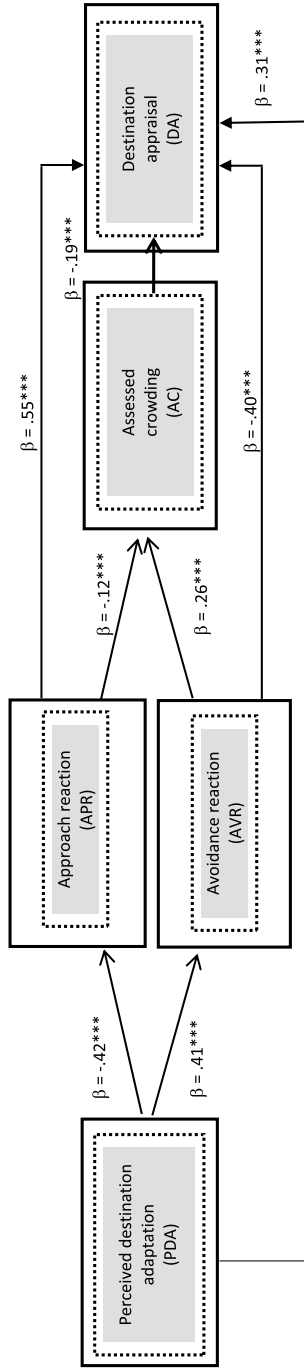 Perceived destination
adaptation
(PDA)
β = -.42***
β = .41***
Approach reaction
(APR)
Avoidance reaction
(AVR)
β = .55***
β = -.12***
β = .26***
β = -.40***
Assessed
crowding
(AC)
β = -.19***
Destination
appraisal
(DA)
β = .31***